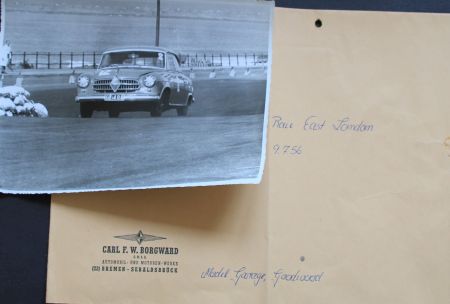 Race East London
9.7.56
CARL F. W. BORGWARD
G.M.B.H.
AUTOMOBIL- UND MOTOREN-WERKE
BREMEN - SEBALDSBRÜCK
Model Garage, Goodwood